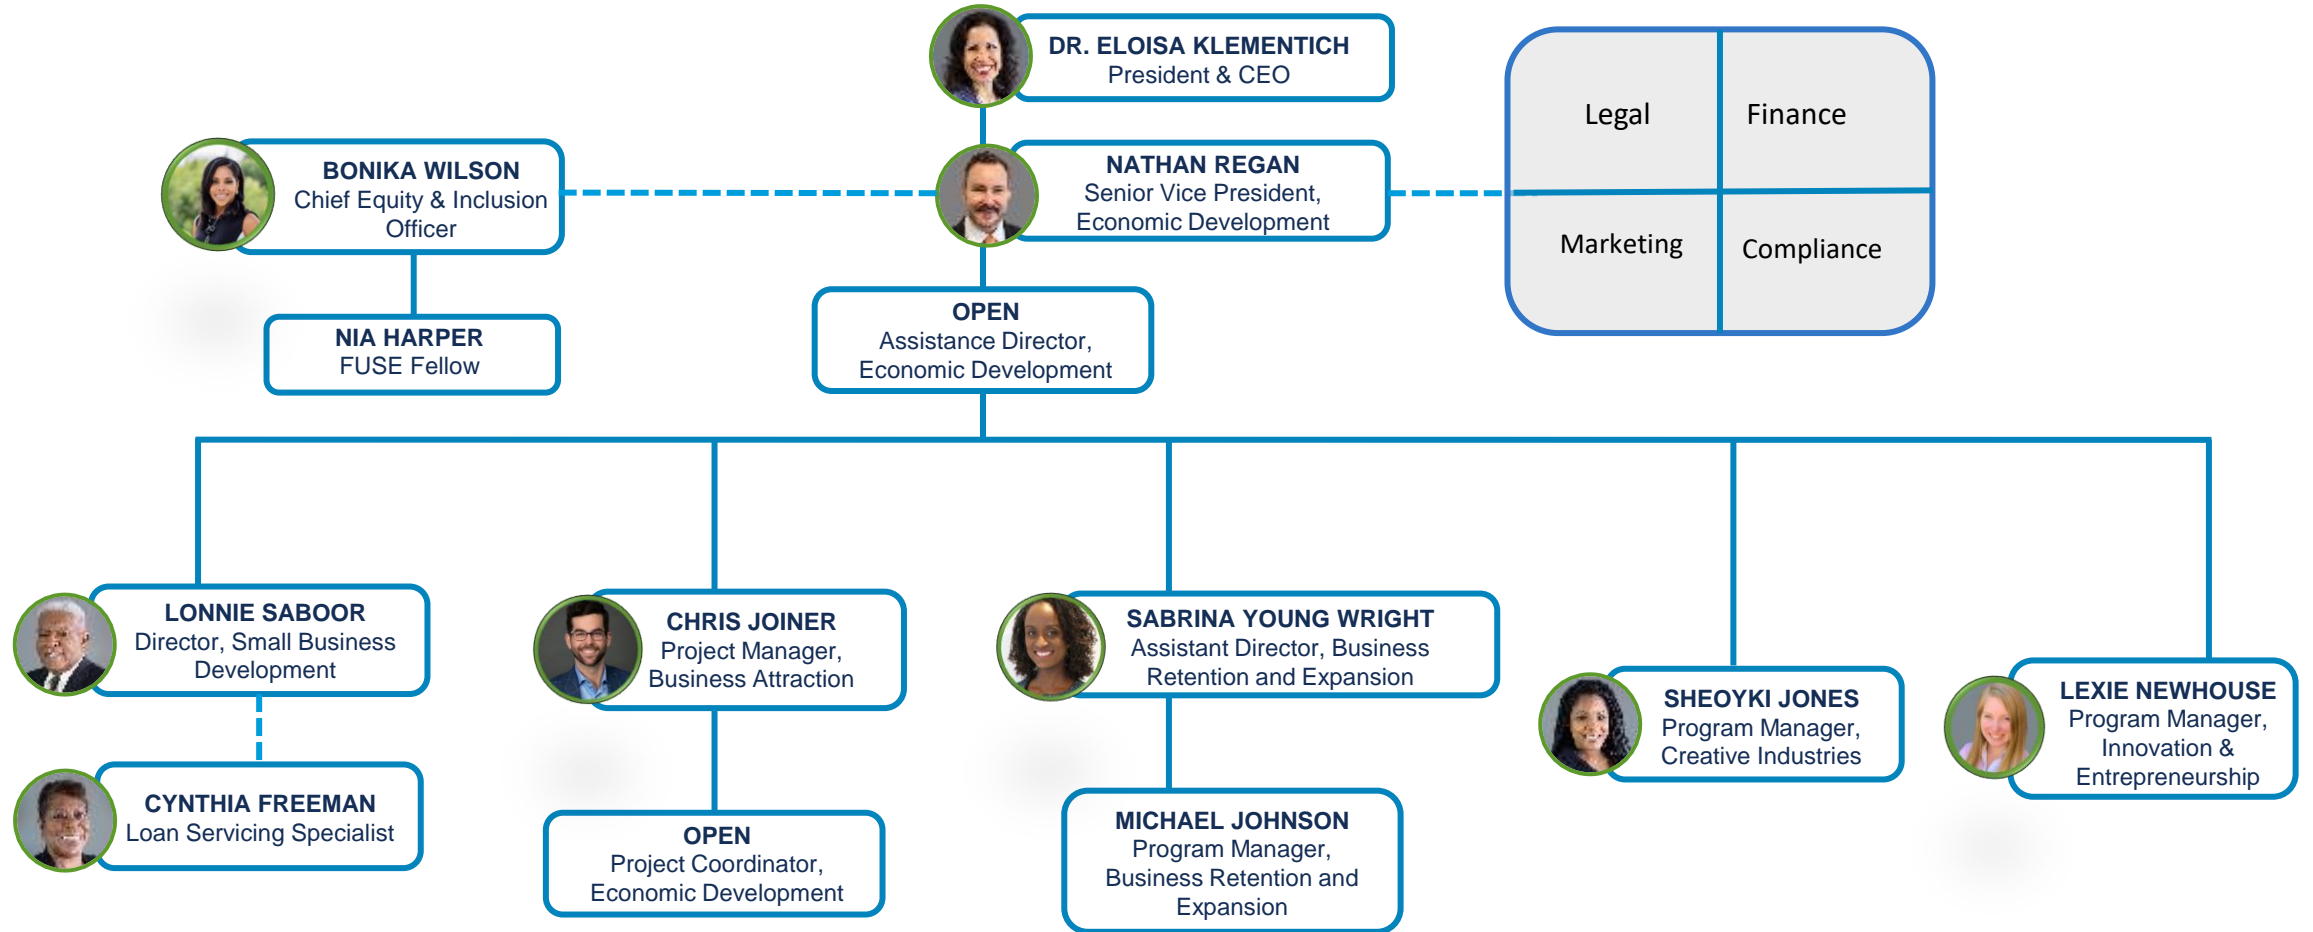 DR. ELOISA KLEMENTICH
President & CEO
Legal
Finance
Marketing
Compliance
BONIKA WILSON
Chief Equity & Inclusion
Officer
NATHAN REGAN
Senior Vice President,
Economic Development
NIA HARPER
FUSE Fellow
OPEN
Assistance Director,
Economic Development
LONNIE SABOOR
Director, Small Business
Development
CHRIS JOINER
Project Manager,
Business Attraction
SABRINA YOUNG WRIGHT
Assistant Director, Business
Retention and Expansion
SHEOYKI JONES
Program Manager,
Creative Industries
LEXIE NEWHOUSE
Program Manager,
Innovation &
Entrepreneurship
CYNTHIA FREEMAN
Loan Servicing Specialist
OPEN
Project Coordinator,
Economic Development
MICHAEL JOHNSON
Program Manager,
Business Retention and
Expansion